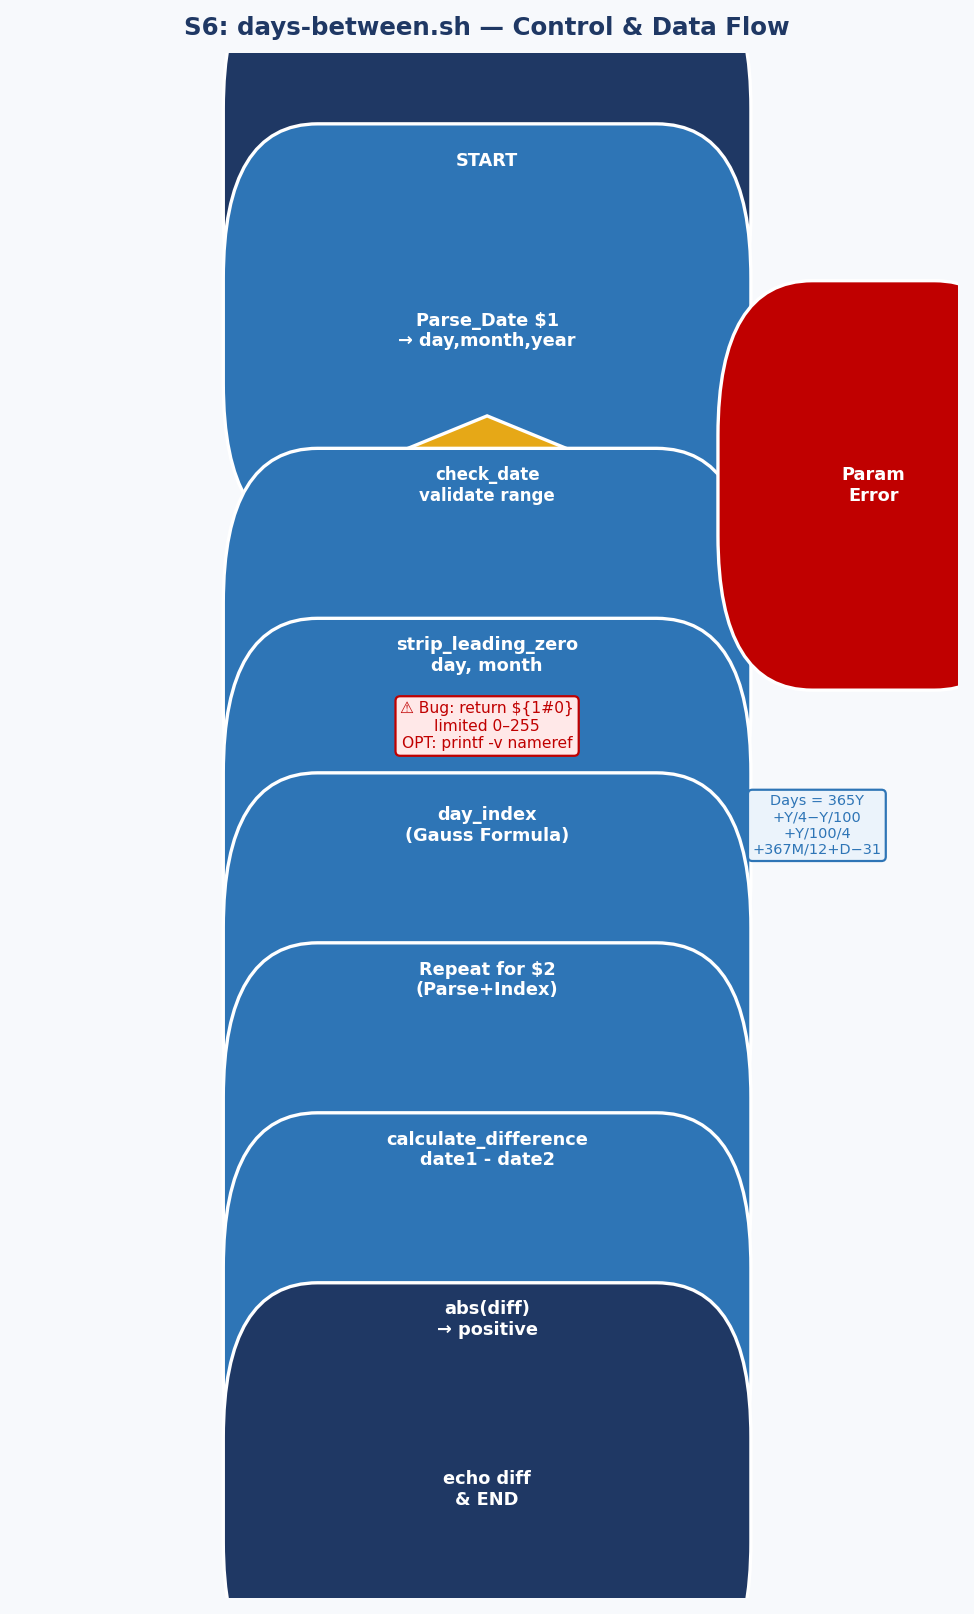 S6: days-between.sh — Control & Data Flow
START
Parse_Date $1
→ day,month,year
check_date
validate range
Param
Error
strip_leading_zero
day, month
⚠ Bug: return ${1#0}
limited 0–255
OPT: printf -v nameref
day_index
(Gauss Formula)
Days = 365Y
+Y/4−Y/100
+Y/100/4
+367M/12+D−31
Repeat for $2
(Parse+Index)
calculate_difference
date1 - date2
abs(diff)
→ positive
echo diff
& END